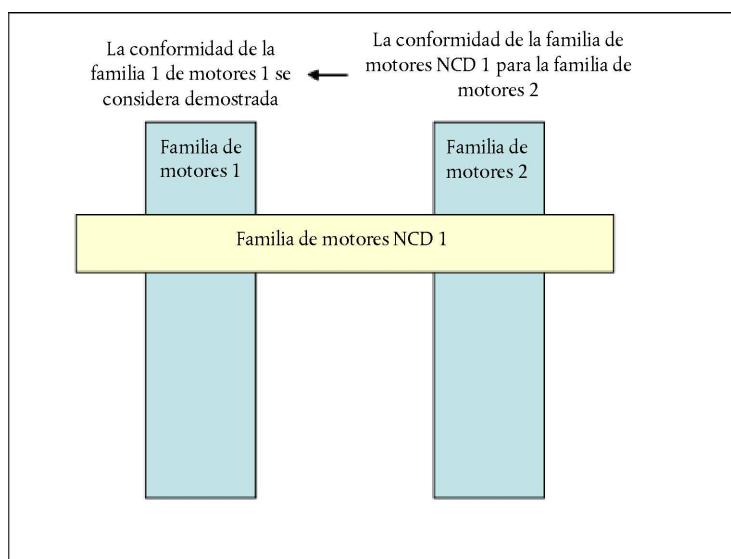 La conformidad de la
familia 1 de motores 1 se
considera demostrada
La conformidad de la familia de
motores NCD 1 para la familia de
motores 2
Familia de
motores 1
Familia de
motores 2
Familia de motores NCD 1